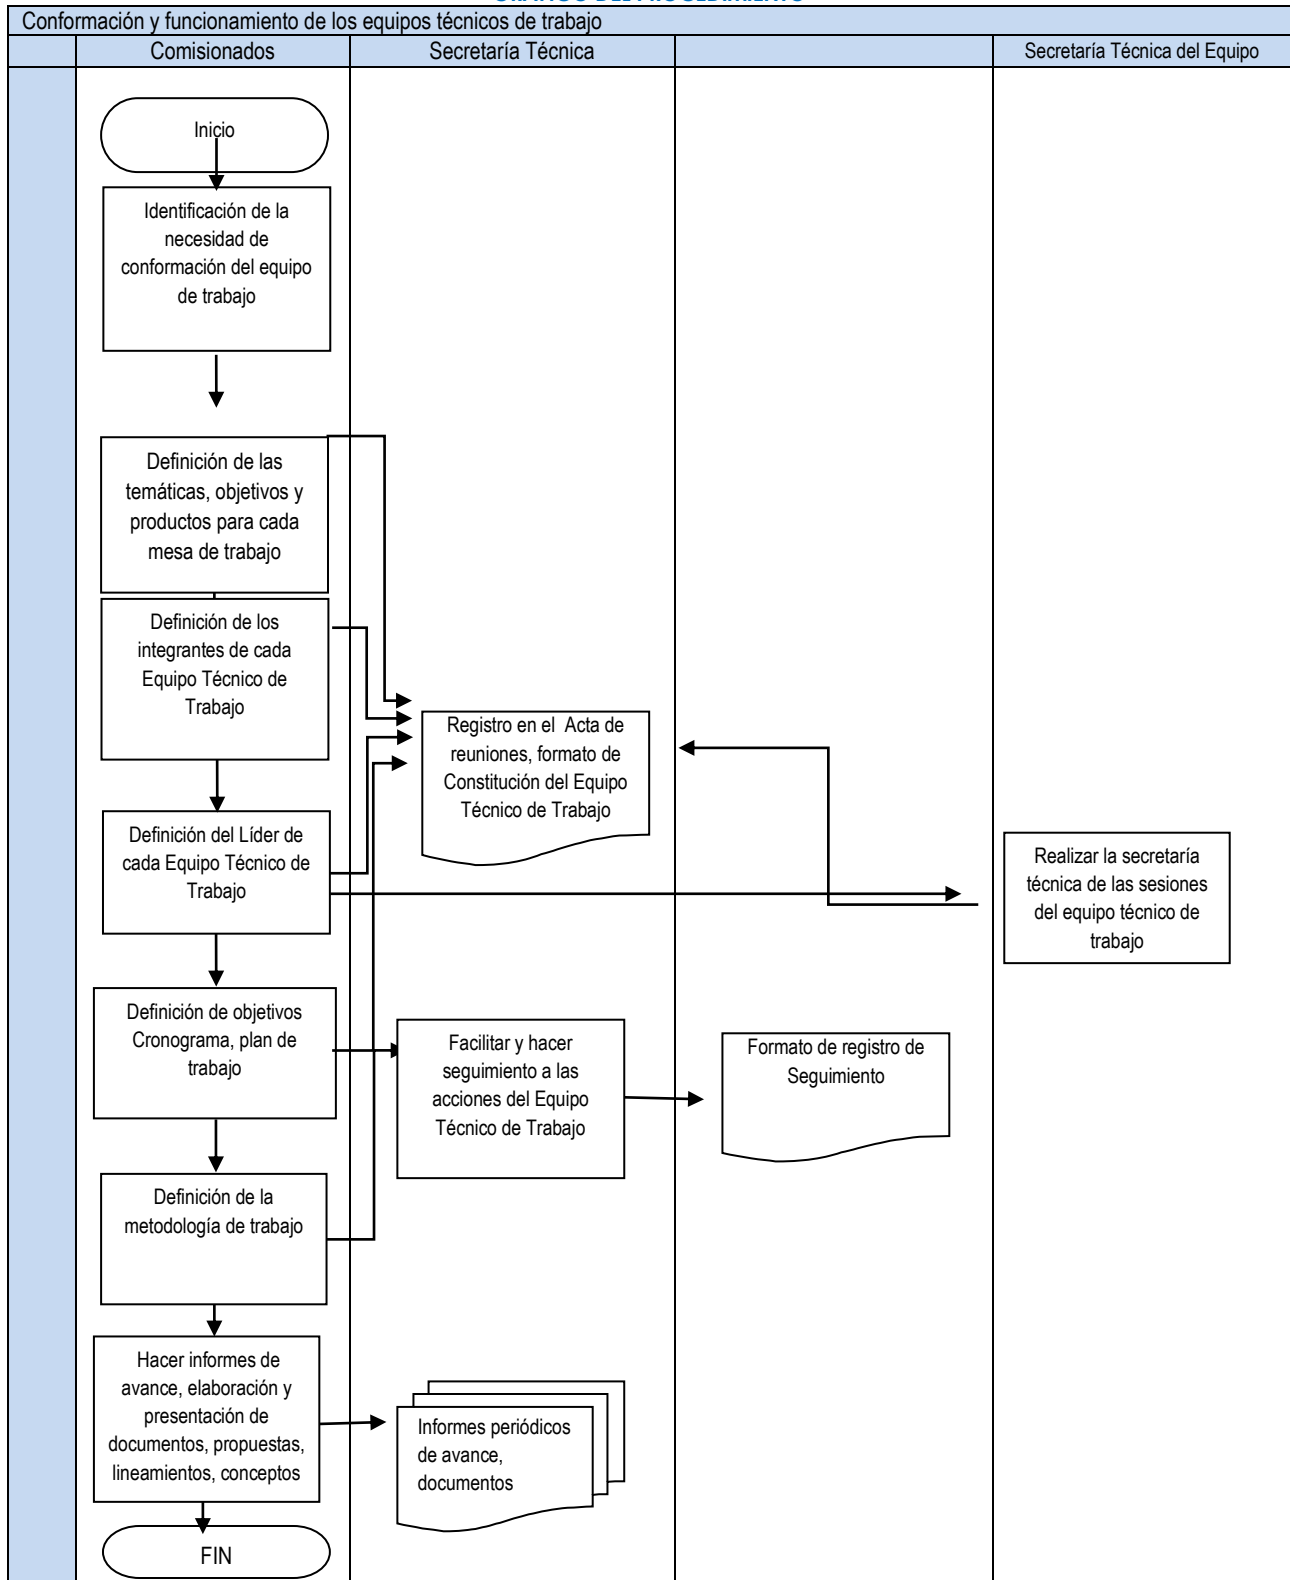 Conformación y funcionamiento de los equipos técnicos de trabajo
Comisionados
Secretaría Técnica
Secretaría Técnica del Equipo
Inicio
Identificación de la
necesidad de
conformación del equipo
de trabajo
Definición de las
temáticas, objetivos y
productos para cada
mesa de trabajo
Definición de los
integrantes de cada
Equipo Técnico de
Trabajo
Registro en el Acta de
reuniones, formato de
Constitución del Equipo
Técnico de Trabajo
Definición del Líder de
cada Equipo Técnico de
Trabajo
Realizar la secretaría
técnica de las sesiones
del equipo técnico de
trabajo
Definición de objetivos
Cronograma, plan de
trabajo
Facilitar y hacer
seguimiento a las
acciones del Equipo
Técnico de Trabajo
Formato de registro de
Seguimiento
Definición de la
metodología de trabajo
Hacer informes de
avance, elaboración y
presentación de
documentos, propuestas,
lineamientos, conceptos
Informes periódicos
de avance,
documentos
FIN